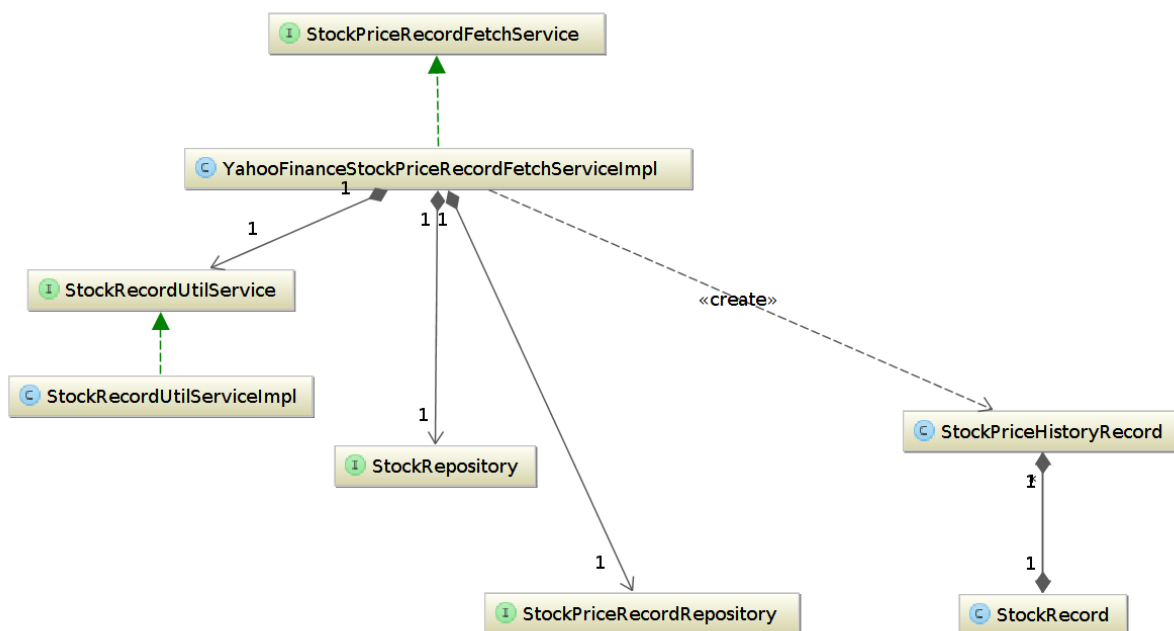 I StockPriceRecordFetchService
C YahooFinanceStockPriceRecordFetchServiceImpl
1
1 1
1
I StockRecordUtilService
«create»
C StockRecordUtilServiceImpl
1
C StockPriceHistoryRecord
I StockRepository
1
*
1
1
I StockPriceRecordRepository
C StockRecord